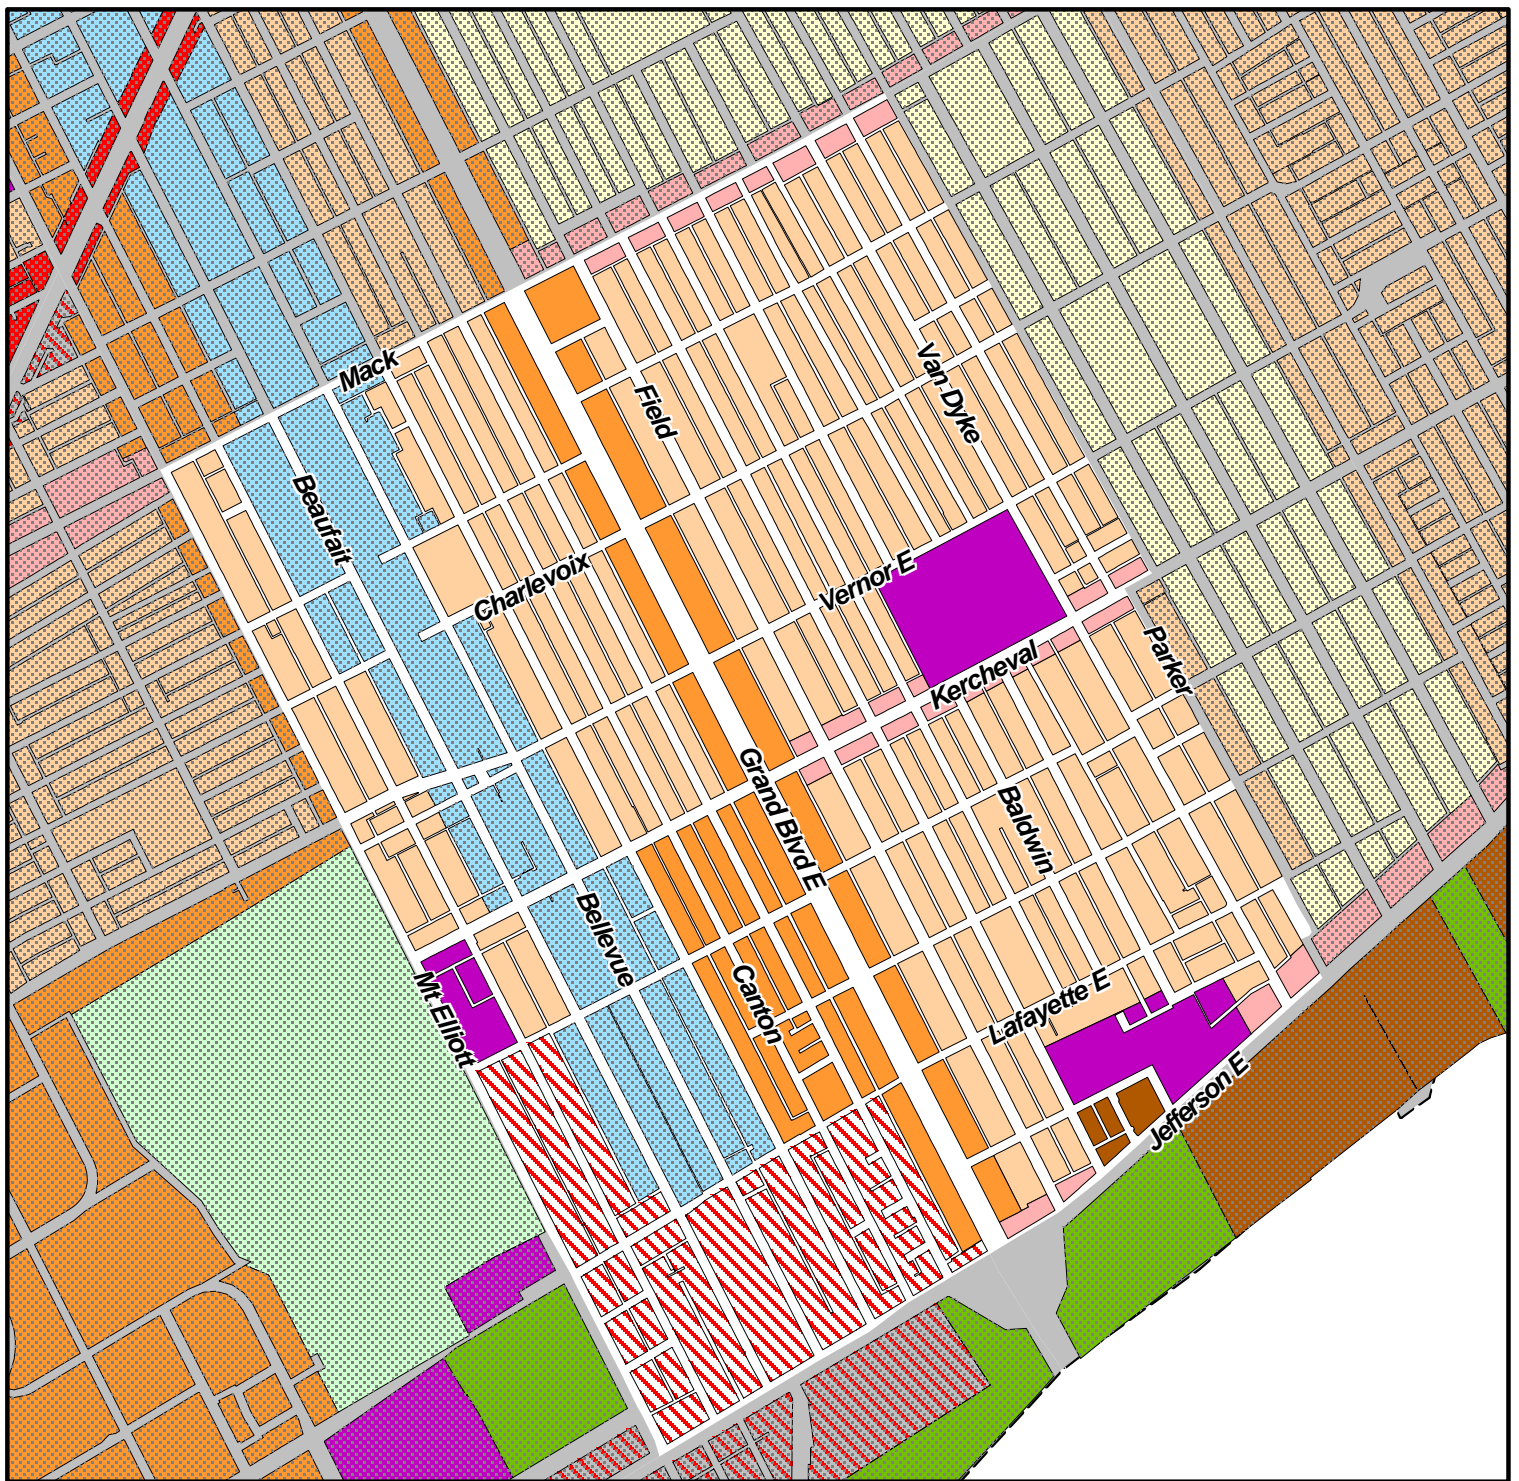 Mack
Field
Van Dyke
Beaufait
Charlevoix
Vernor E
Kercheval
Parker
Grand Blvd E
Baldwin
Bellevue
Canton
Mt Elliott
Lafayette E
Jefferson E